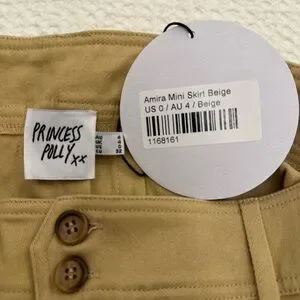 PRINCESS
POLLY xx
Amira Mini Skirt Beige
US 0 / AU 4 / Beige
1168161